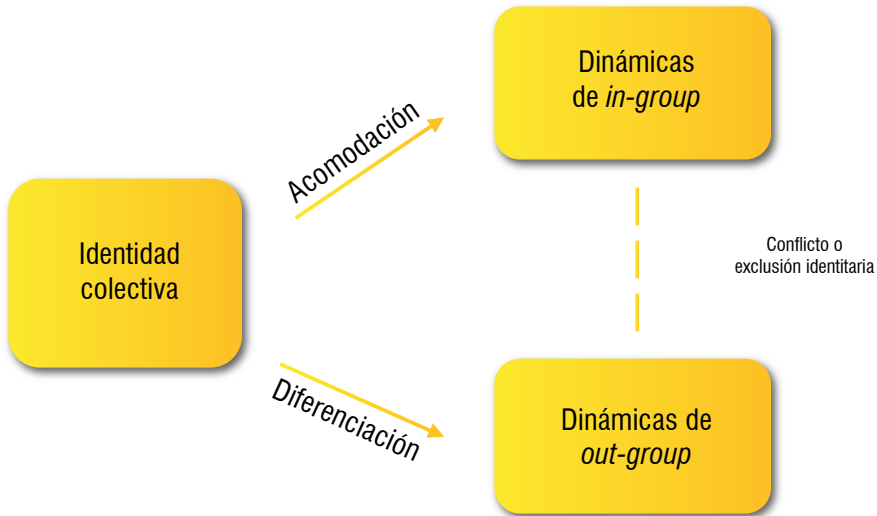 Dinámicas
de in-group
Acomodación
Identidad
colectiva
Conflicto o
exclusión identitaria
Diferenciación
Dinámicas de
out-group